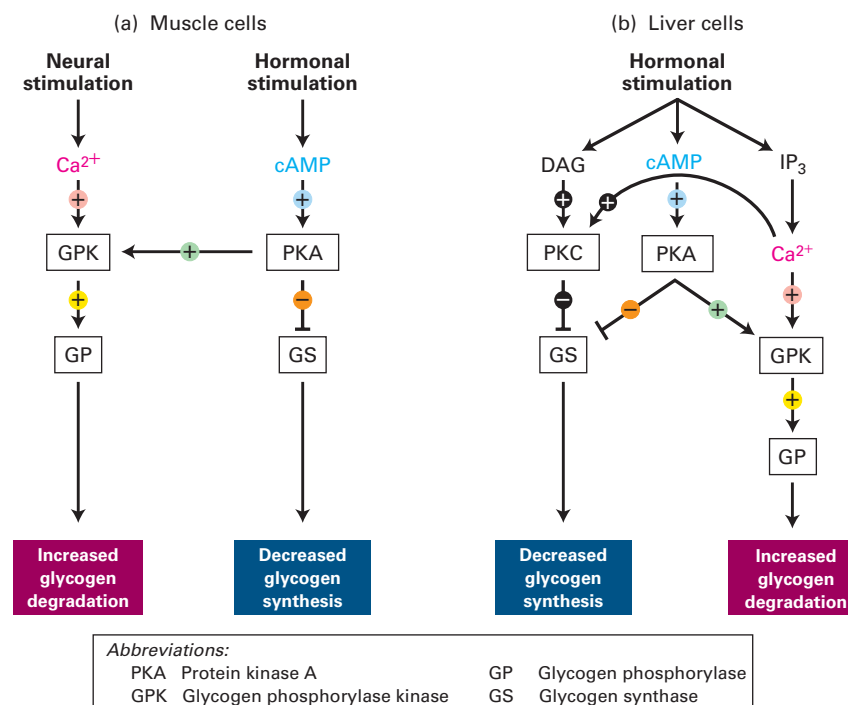 (a) Muscle cells
Neural
stimulation
Hormonal
stimulation
Ca²⁺
cAMP
+
+
GPK
+
PKA
+
−
GP
GS
Increased
glycogen
degradation
Decreased
glycogen
synthesis
(b) Liver cells
Hormonal
stimulation
DAG
cAMP
IP₃
+
+
+
PKC
PKA
Ca²⁺
−
−
+
+
GS
GPK
+
GP
Decreased
glycogen
synthesis
Increased
glycogen
degradation
Abbreviations:
PKA Protein kinase A
GPK Glycogen phosphorylase kinase
GP Glycogen phosphorylase
GS Glycogen synthase